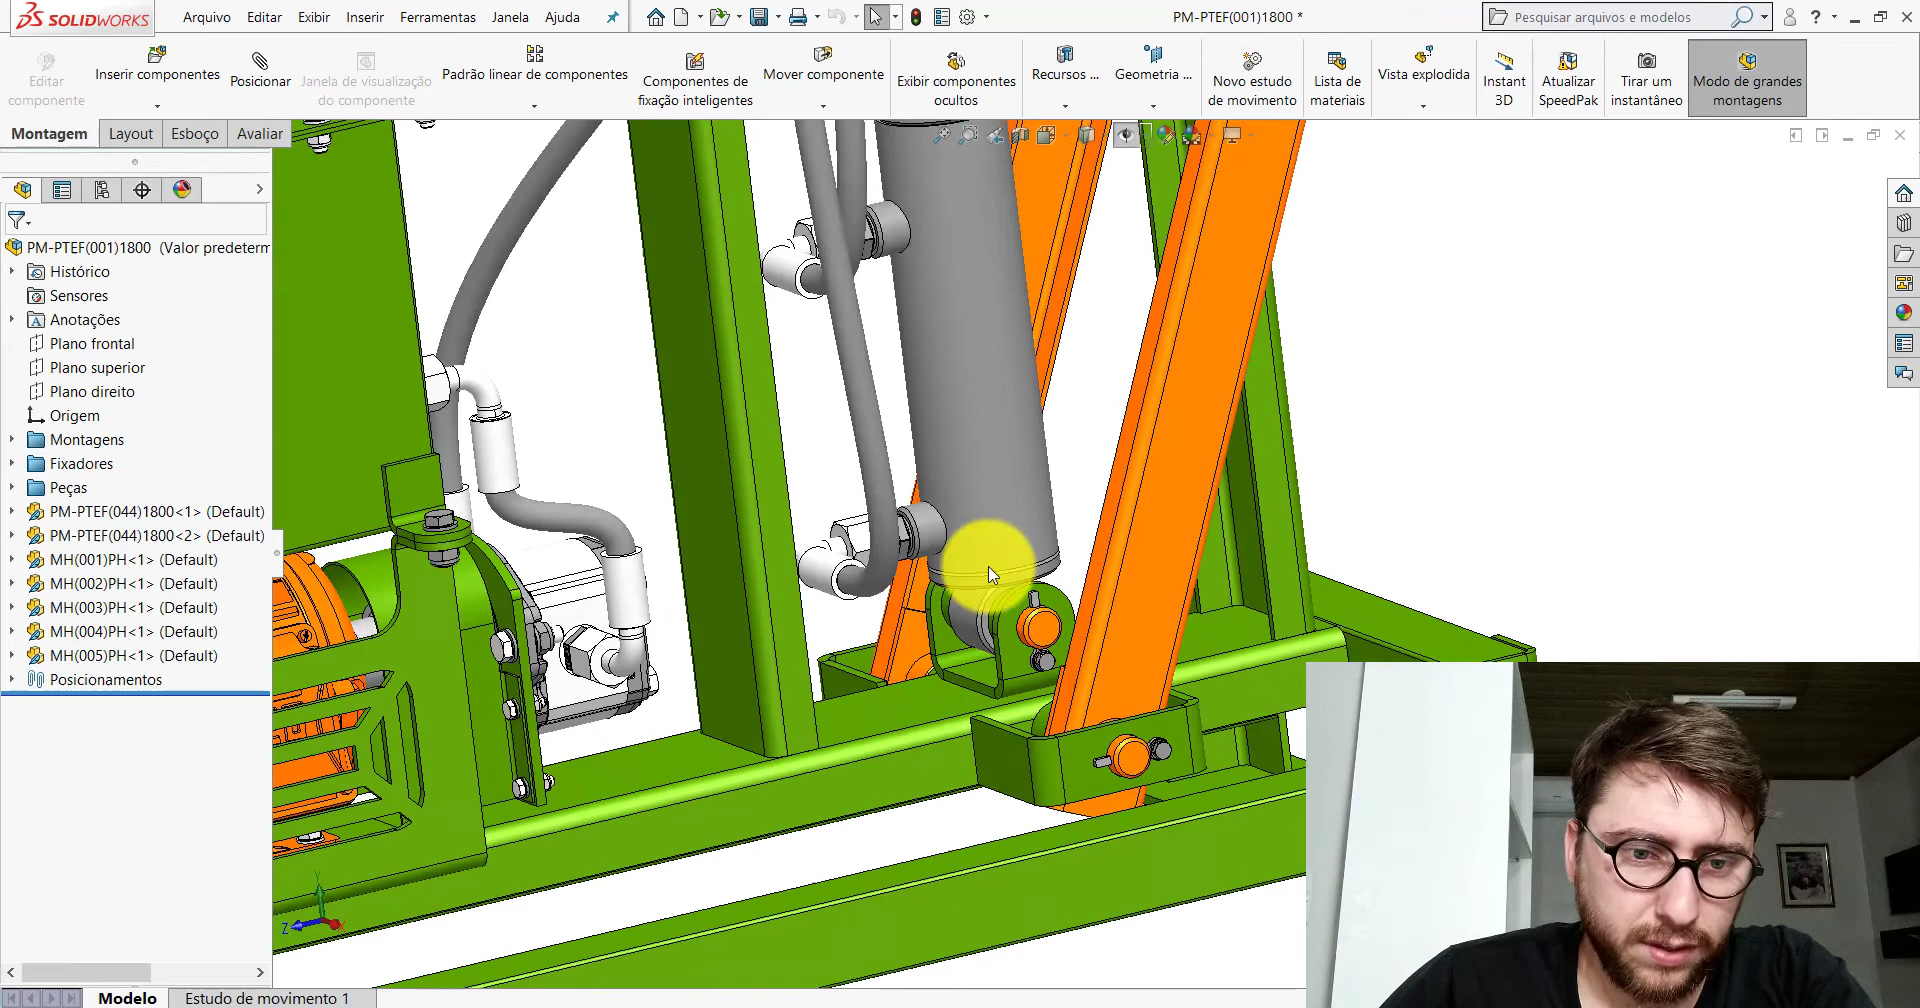 SOLIDWORKS
Arquivo Editar Exibir Inserir Ferramentas Janela Ajuda
PM-PTEF(001)1800 *
Pesquisar arquivos e modelos
?
Editar componente
Inserir componentes
Posicionar
Janela de visualização do componente
Padrão linear de componentes
Componentes de fixação inteligentes
Mover componente
Exibir componentes ocultos
Recursos ...
Geometria ...
Novo estudo de movimento
Lista de materiais
Vista explodida
Instant 3D
Atualizar SpeedPak
Tirar um instantâneo
Modo de grandes montagens
Montagem Layout Esboço Avaliar
PM-PTEF(001)1800 (Valor predeterm
Histórico
Sensores
Anotações
Plano frontal
Plano superior
Plano direito
Origem
Montagens
Fixadores
Peças
PM-PTEF(044)1800<1> (Default)
PM-PTEF(044)1800<2> (Default)
MH(001)PH<1> (Default)
MH(002)PH<1> (Default)
MH(003)PH<1> (Default)
MH(004)PH<1> (Default)
MH(005)PH<1> (Default)
Posicionamentos
Y
Z
X
Modelo Estudo de movimento 1